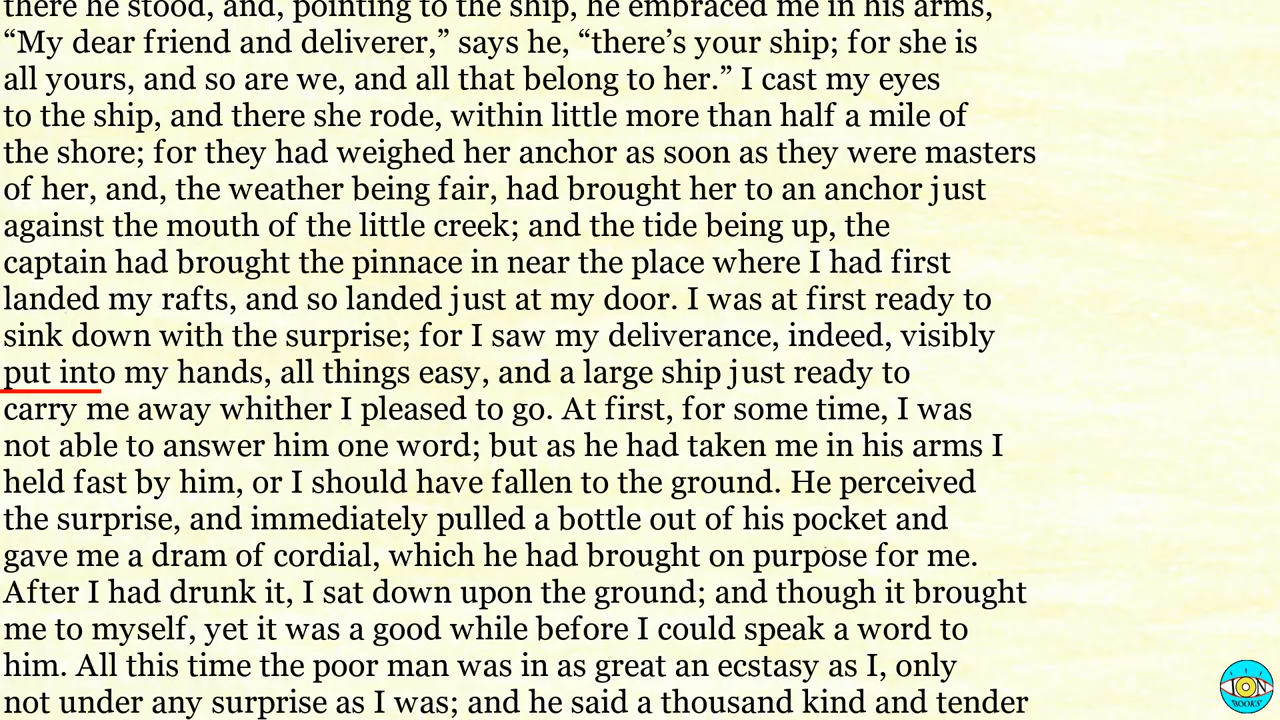 there he stood, and, pointing to the ship, he embraced me in his arms,
“My dear friend and deliverer,” says he, “there’s your ship; for she is
all yours, and so are we, and all that belong to her.” I cast my eyes
to the ship, and there she rode, within little more than half a mile of
the shore; for they had weighed her anchor as soon as they were masters
of her, and, the weather being fair, had brought her to an anchor just
against the mouth of the little creek; and the tide being up, the
captain had brought the pinnace in near the place where I had first
landed my rafts, and so landed just at my door. I was at first ready to
sink down with the surprise; for I saw my deliverance, indeed, visibly
put into my hands, all things easy, and a large ship just ready to
carry me away whither I pleased to go. At first, for some time, I was
not able to answer him one word; but as he had taken me in his arms I
held fast by him, or I should have fallen to the ground. He perceived
the surprise, and immediately pulled a bottle out of his pocket and
gave me a dram of cordial, which he had brought on purpose for me.
After I had drunk it, I sat down upon the ground; and though it brought
me to myself, yet it was a good while before I could speak a word to
him. All this time the poor man was in as great an ecstasy as I, only
not under any surprise as I was; and he said a thousand kind and tender
ION
BOOKS